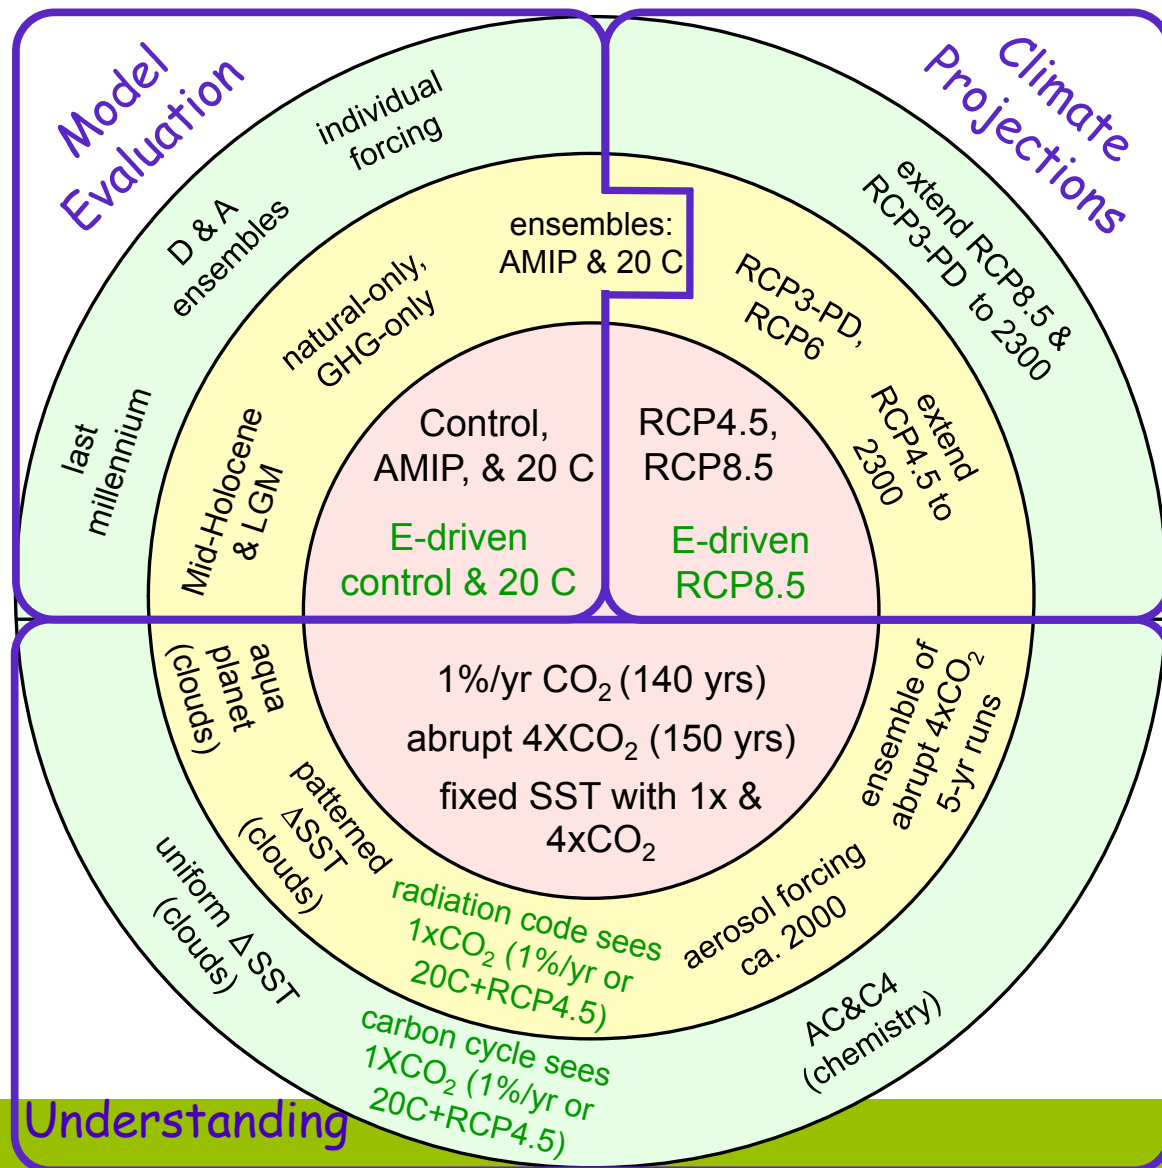 Model
Evaluation
Climate
Projections
individual
forcing
D & A
ensembles
last
millennium
ensembles:
AMIP & 20 C
natural-only,
GHG-only
Mid-Holocene
& LGM
RCP3-PD,
RCP6
extend
RCP4.5 to
2300
extend RCP8.5 &
RCP3-PD to 2300
Control,
AMIP, & 20 C
E-driven
control & 20 C
RCP4.5,
RCP8.5
E-driven
RCP8.5
1%/yr CO₂ (140 yrs)
abrupt 4XCO₂ (150 yrs)
fixed SST with 1x &
4xCO₂
aqua
planet
(clouds)
patterned
ΔSST
(clouds)
uniform Δ SST
(clouds)
radiation code sees
1xCO₂ (1%/yr or
20C+RCP4.5)
carbon cycle sees
1XCO₂ (1%/yr or
20C+RCP4.5)
ensemble of
abrupt 4xCO₂
5-yr runs
aerosol forcing
ca. 2000
AC&C4
(chemistry)
Understanding